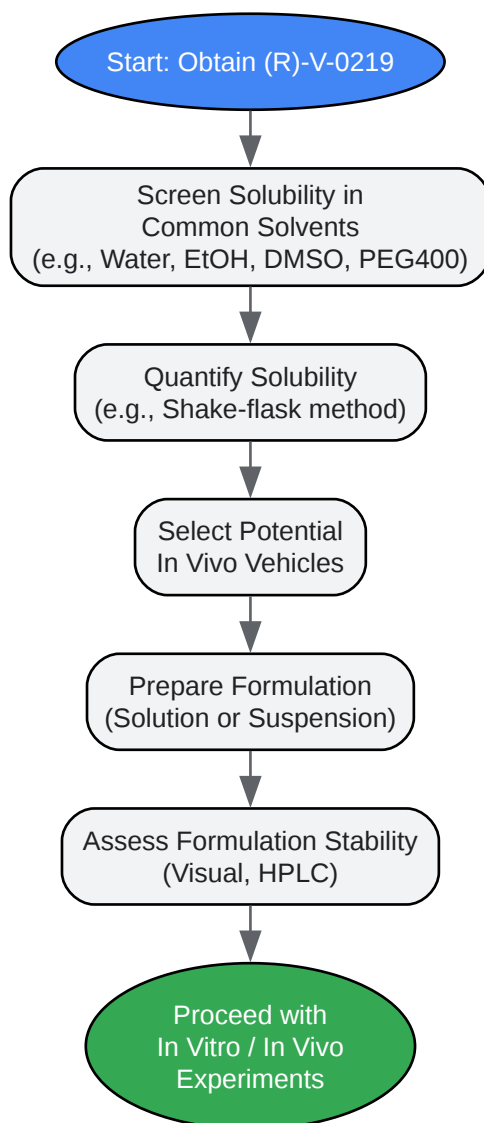 Start: Obtain (R)-V-0219
Screen Solubility in
Common Solvents
(e.g., Water, EtOH, DMSO, PEG400)
Quantify Solubility
(e.g., Shake-flask method)
Select Potential
In Vivo Vehicles
Prepare Formulation
(Solution or Suspension)
Assess Formulation Stability
(Visual, HPLC)
Proceed with
In Vitro / In Vivo
Experiments